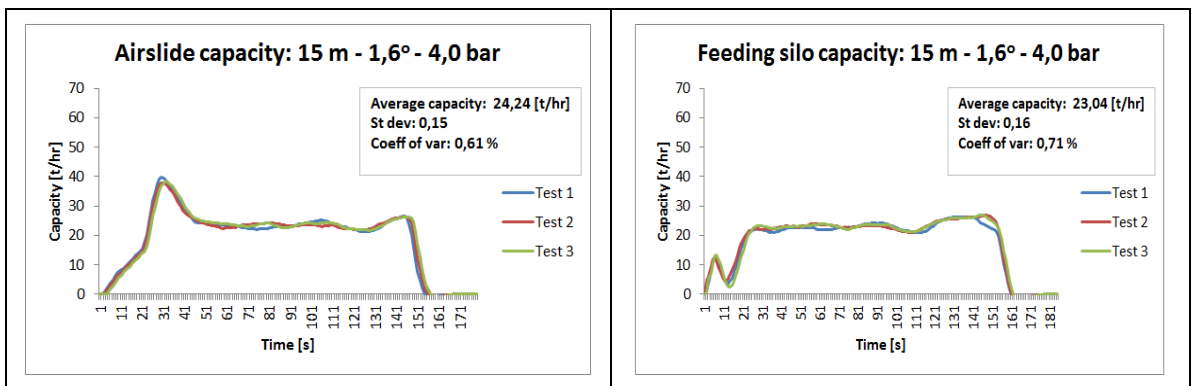 Airslide capacity: 15 m - 1,6º - 4,0 bar
70
60
50
40
30
20
10
0
Capacity [t/hr]
Average capacity: 24,24 [t/hr]
St dev: 0,15
Coeff of var: 0,61 %
Test 1
Test 2
Test 3
1
11
21
31
41
51
61
71
81
91
101
111
121
131
141
151
161
171
Time [s]
Feeding silo capacity: 15 m - 1,6º - 4,0 bar
70
60
50
40
30
20
10
0
Capacity [t/hr]
Average capacity: 23,04 [t/hr]
St dev: 0,16
Coeff of var: 0,71 %
Test 1
Test 2
Test 3
1
11
21
31
41
51
61
71
81
91
101
111
121
131
141
151
161
171
181
Time [s]